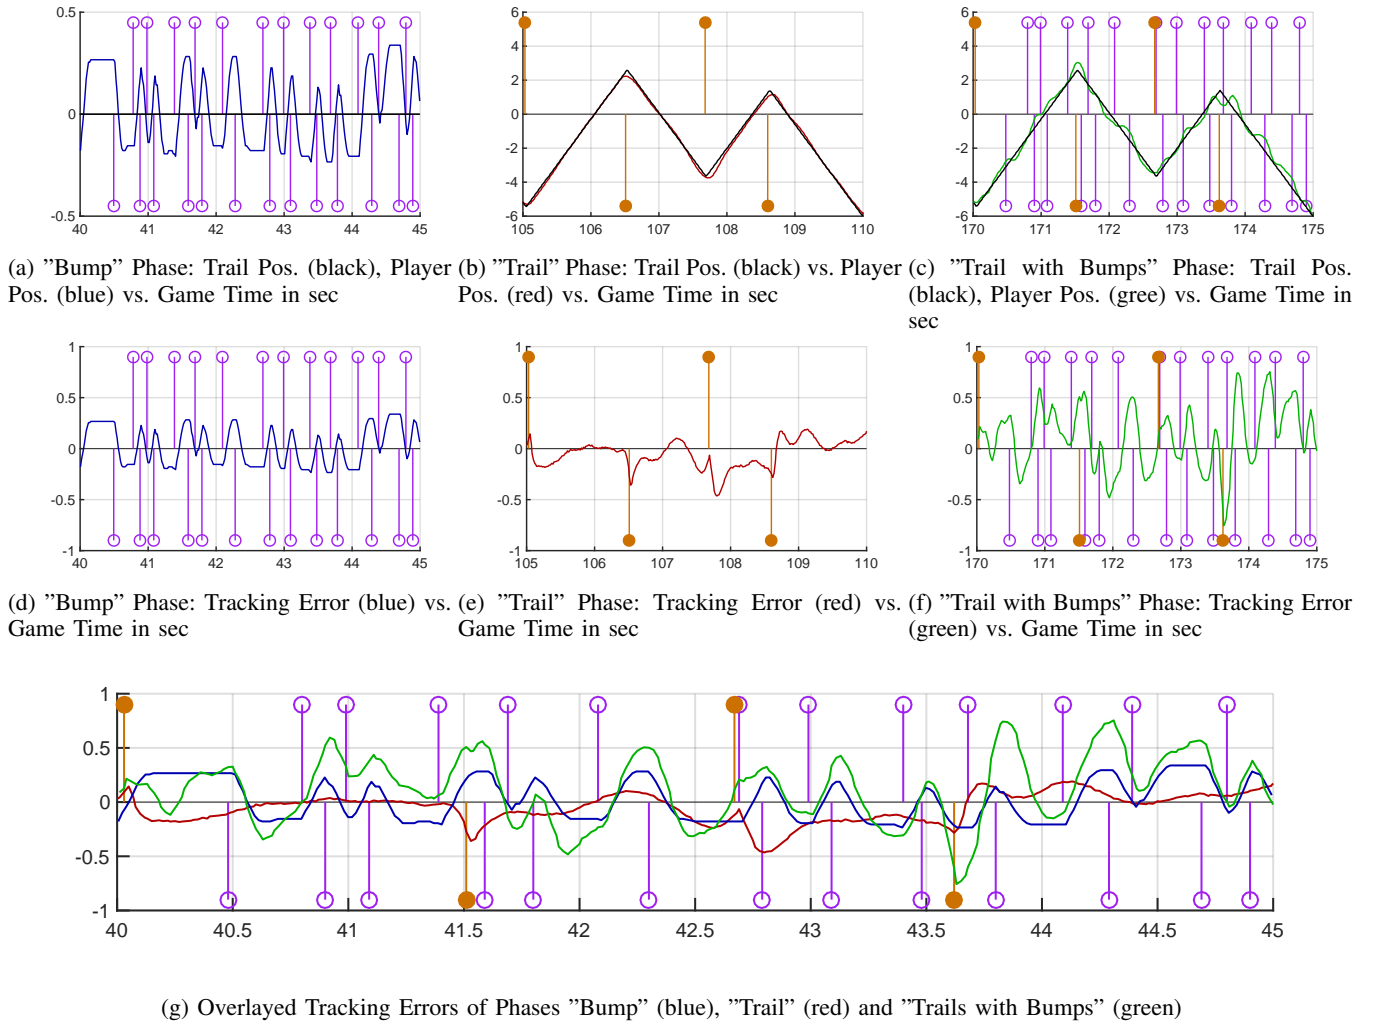 0.5
0
-0.5
40 41 42 43 44 45
6
4
2
0
-2
-4
-6
105 106 107 108 109 110
6
4
2
0
-2
-4
-6
170 171 172 173 174 175
(a) ”Bump” Phase: Trail Pos. (black), Player
Pos. (blue) vs. Game Time in sec
(b) ”Trail” Phase: Trail Pos. (black) vs. Player
Pos. (red) vs. Game Time in sec
(c) ”Trail with Bumps” Phase: Trail Pos.
(black), Player Pos. (gree) vs. Game Time in
sec
1
0.5
0
-0.5
-1
40 41 42 43 44 45
1
0.5
0
-0.5
-1
105 106 107 108 109 110
1
0.5
0
-0.5
-1
170 171 172 173 174 175
(d) ”Bump” Phase: Tracking Error (blue) vs.
Game Time in sec
(e) ”Trail” Phase: Tracking Error (red) vs.
Game Time in sec
(f) ”Trail with Bumps” Phase: Tracking Error
(green) vs. Game Time in sec
1
0.5
0
-0.5
-1
40 40.5 41 41.5 42 42.5 43 43.5 44 44.5 45
(g) Overlayed Tracking Errors of Phases ”Bump” (blue), ”Trail” (red) and ”Trails with Bumps” (green)